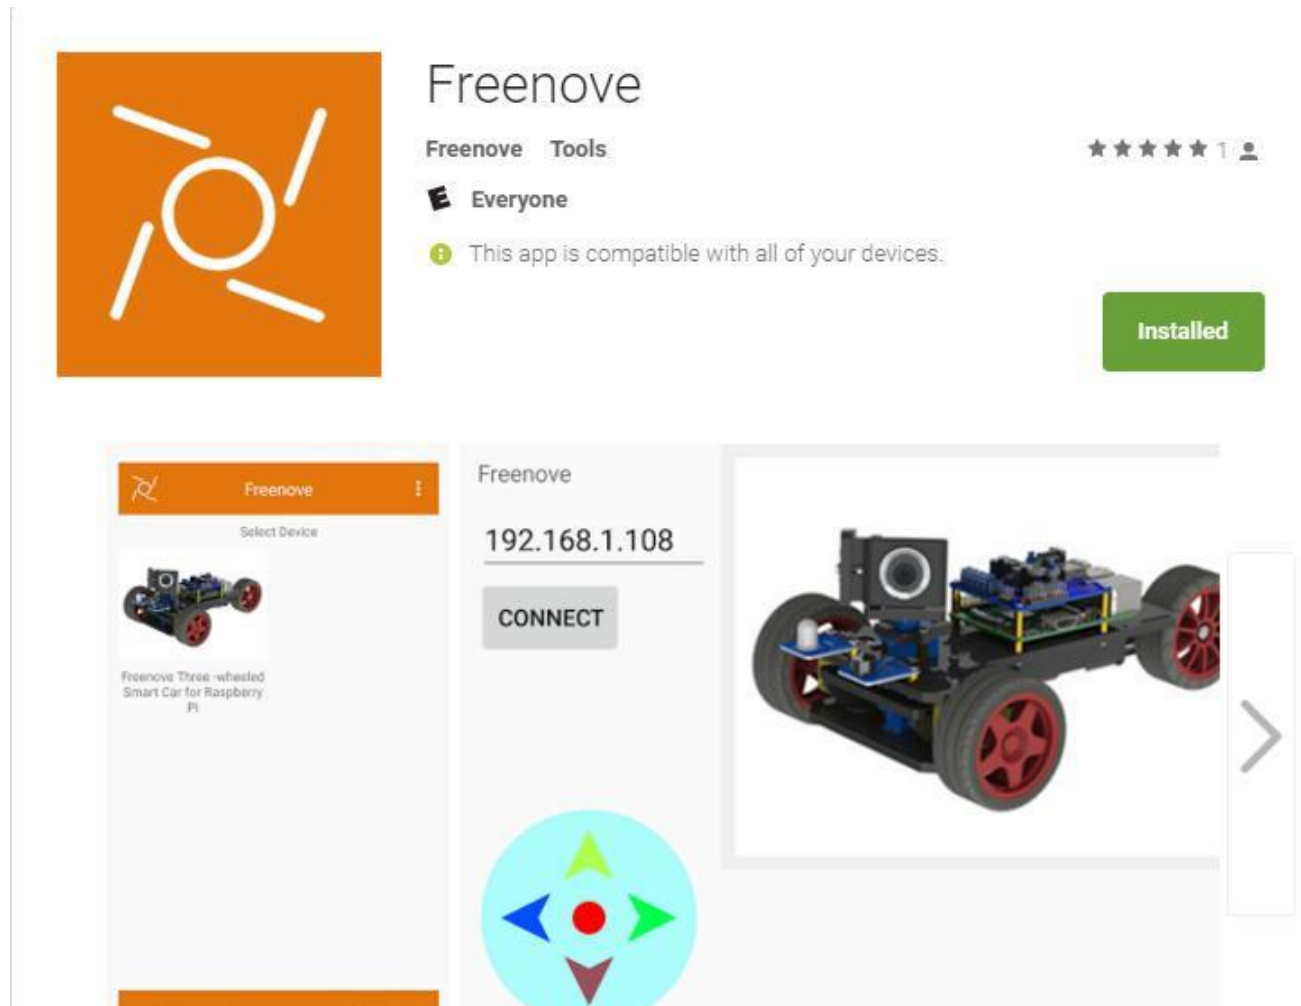 Freenove
Freenove Tools
1
E Everyone
This app is compatible with all of your devices.
Installed
Freenove
Select Device
Freenove Three -wheeled
Smart Car for Raspberry
Pi
Freenove
192.168.1.108
CONNECT